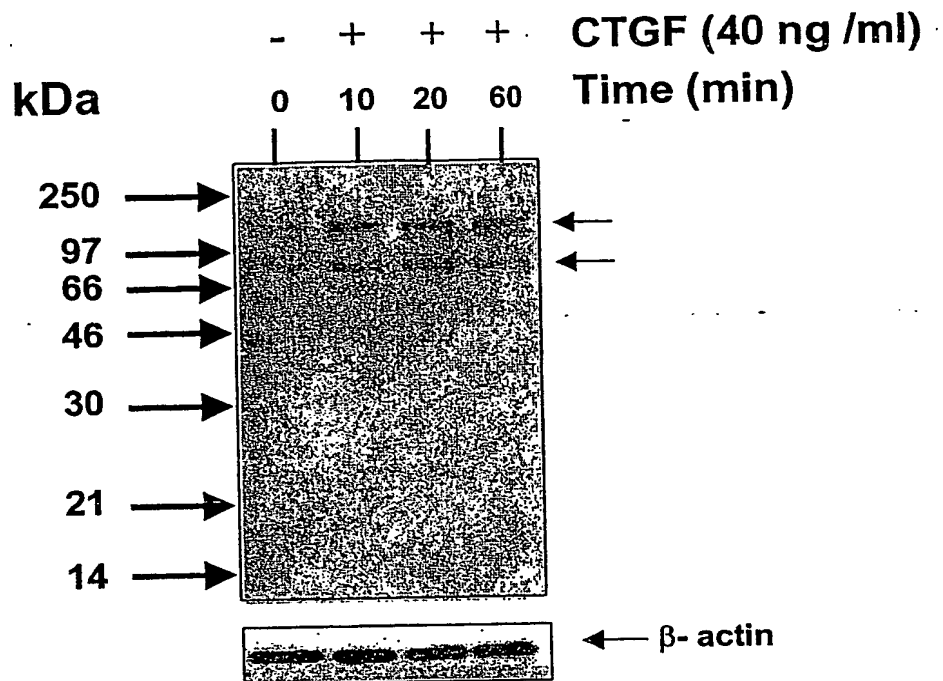 - + + + CTGF (40 ng /ml)
kDa 0 10 20 60 Time (min)
250
97
66
46
30
21
14
β- actin